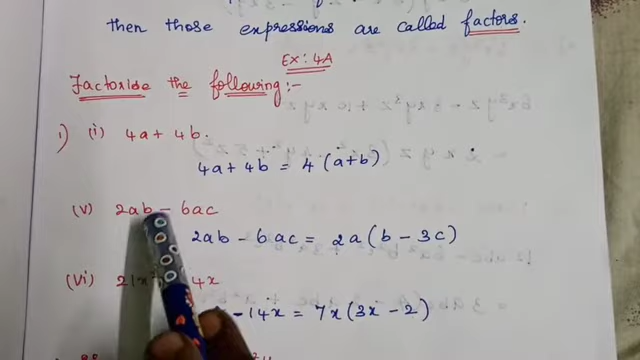 then those expressions are called factors.
Ex: 4A
Factorise the following:-
1) (i) 4a + 4b.
4a + 4b = 4 (a+b)
(v) 2ab - 6ac
2ab - 6ac = 2a (b - 3c)
(vi) 4x
-14x = 7x (3x - 2)